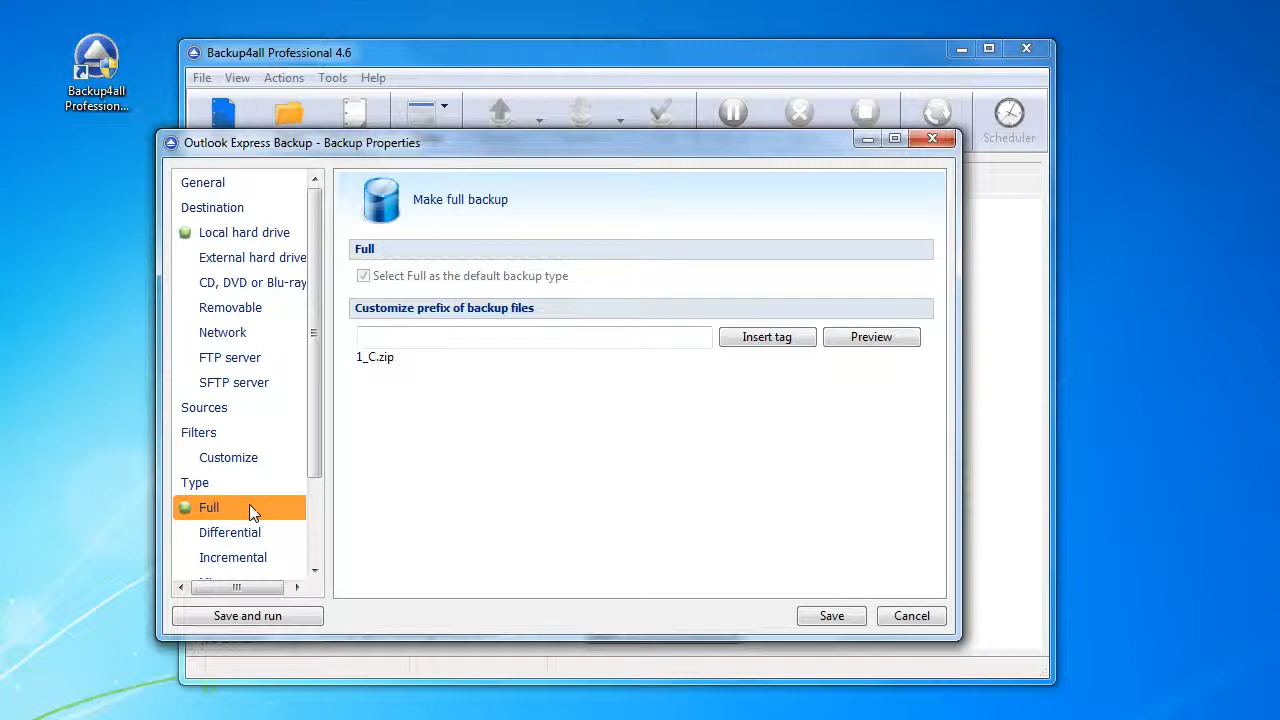 Backup4all
Profession...
Backup4all Professional 4.6
File View Actions Tools Help
Scheduler
Outlook Express Backup - Backup Properties
General
Destination
Local hard drive
External hard drive
CD, DVD or Blu-ray
Removable
Network
FTP server
SFTP server
Sources
Filters
Customize
Type
Full
Differential
Incremental
Make full backup
Full
Select Full as the default backup type
Customize prefix of backup files
Insert tag
Preview
1_C.zip
Save and run
Save
Cancel